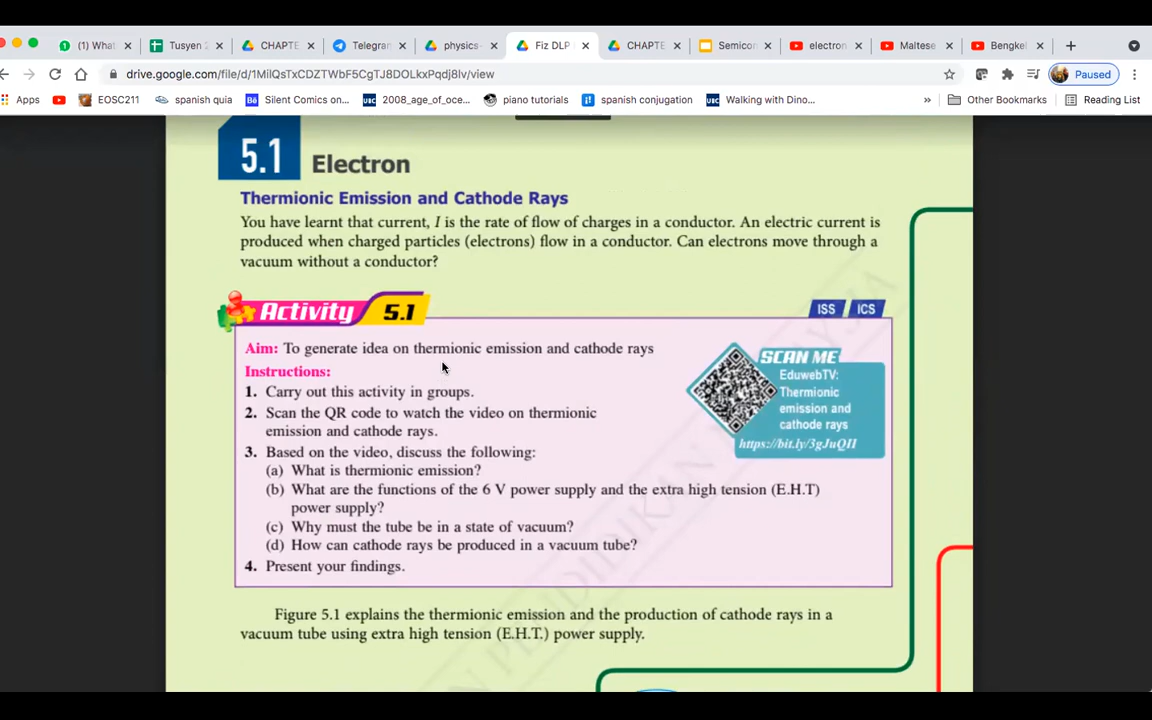 (1) What
Tusyen
CHAPTE
Telegran
physics-
Fiz DLP
CHAPTE
Semicor
electron
Maltese
Bengkel
drive.google.com/file/d/1MilQsTxCDZTWbF5CgTJ8DOLkxPqdj8Iv/view
Paused
Apps
EOSC211
spanish quia
Silent Comics on...
2008_age_of_oce...
piano tutorials
spanish conjugation
Walking with Dino...
Other Bookmarks
Reading List
5.1 Electron
Thermionic Emission and Cathode Rays
You have learnt that current, I is the rate of flow of charges in a conductor. An electric current is
produced when charged particles (electrons) flow in a conductor. Can electrons move through a
vacuum without a conductor?
Activity 5.1
ISS ICS
Aim: To generate idea on thermionic emission and cathode rays
Instructions:
1. Carry out this activity in groups.
2. Scan the QR code to watch the video on thermionic
emission and cathode rays.
3. Based on the video, discuss the following:
(a) What is thermionic emission?
(b) What are the functions of the 6 V power supply and the extra high tension (E.H.T)
power supply?
(c) Why must the tube be in a state of vacuum?
(d) How can cathode rays be produced in a vacuum tube?
4. Present your findings.
SCAN ME
EduwebTV:
Thermionic
emission and
cathode rays
https://bit.ly/3gJuQII
Figure 5.1 explains the thermionic emission and the production of cathode rays in a
vacuum tube using extra high tension (E.H.T.) power supply.